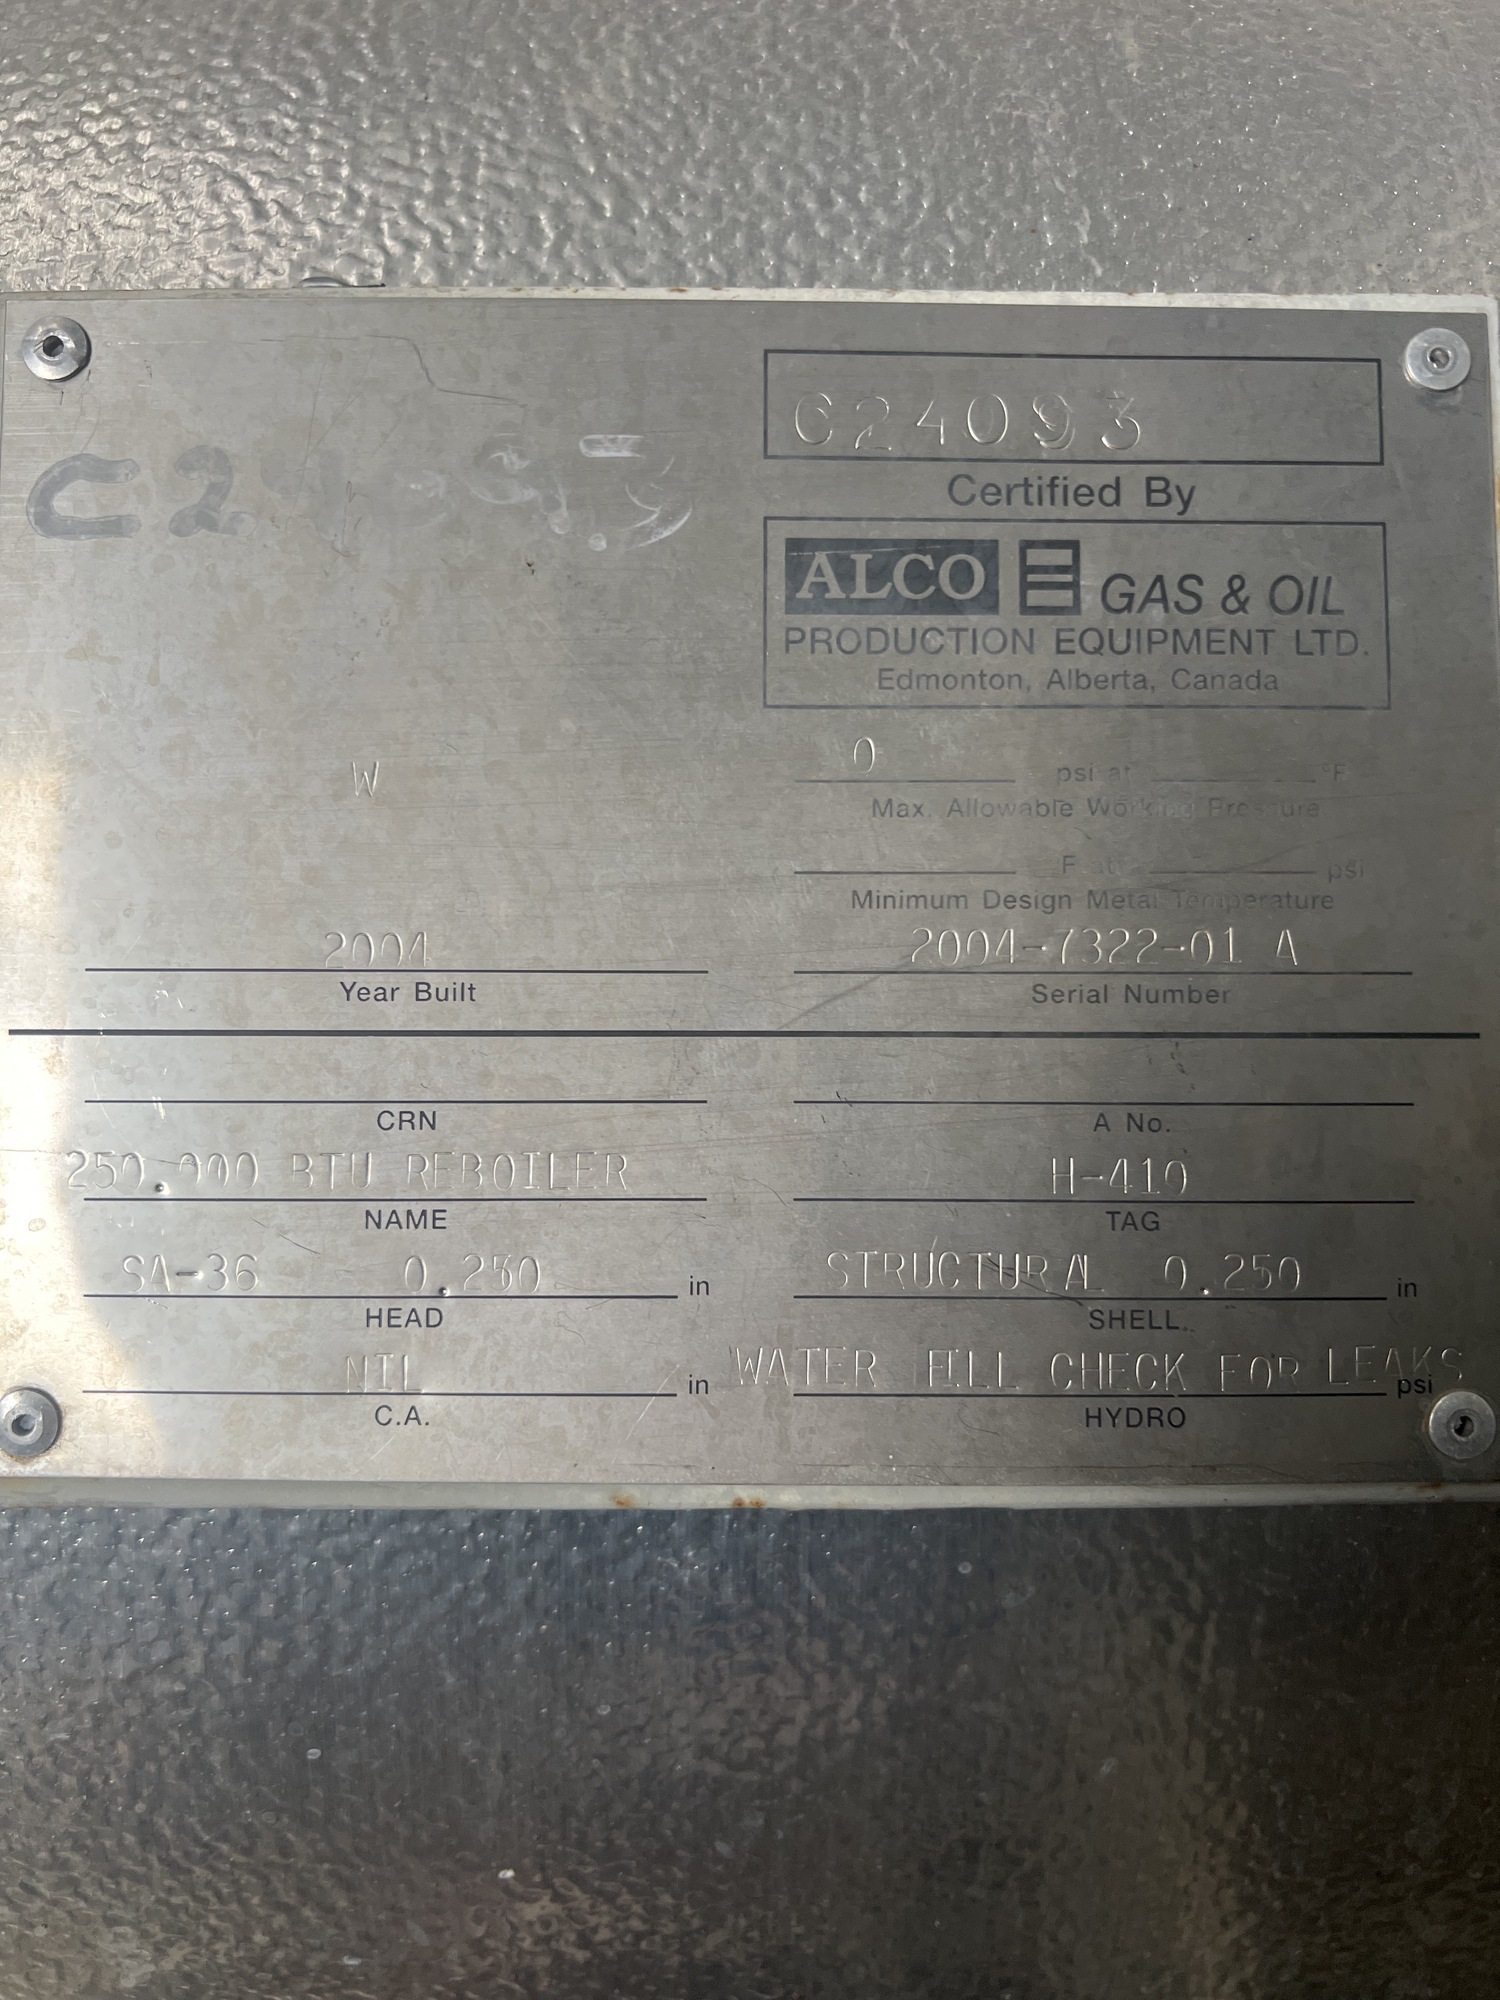 C24093
Certified By
C2
ALCO GAS & OIL
PRODUCTION EQUIPMENT LTD.
Edmonton, Alberta, Canada
W
0 psi at °F
Max. Allowable Working Pressure
F at psi
Minimum Design Metal Temperature
2004 2004-7322-01 A
Year Built Serial Number
CRN A No.
250.000 BTU REBOILER H-410
NAME TAG
SA-36 0.250 in STRUCTURAL 0.250 in
HEAD SHELL
NIL in WATER FILL CHECK FOR LEAKS psi
C.A. HYDRO